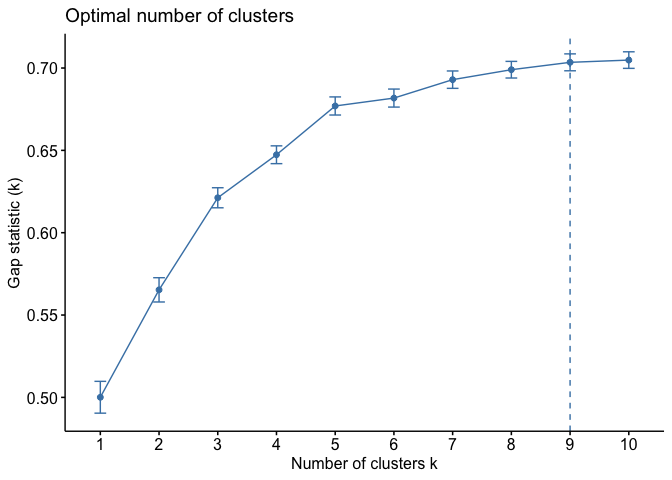 Optimal number of clusters
0.70
0.65
0.60
0.55
0.50
Gap statistic (k)
1 2 3 4 5 6 7 8 9 10
Number of clusters k